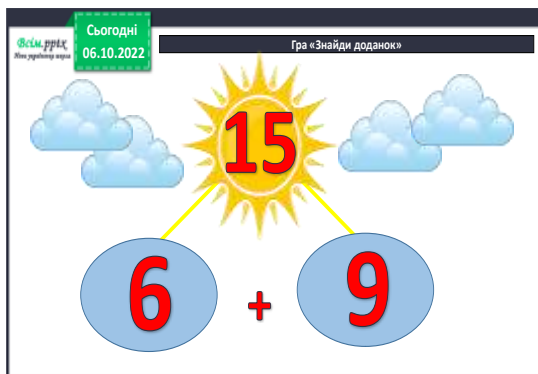 Всім.pptx
Нова українська школа
Сьогодні
06.10.2022
Гра «Знайди доданок»
15
6 + 9